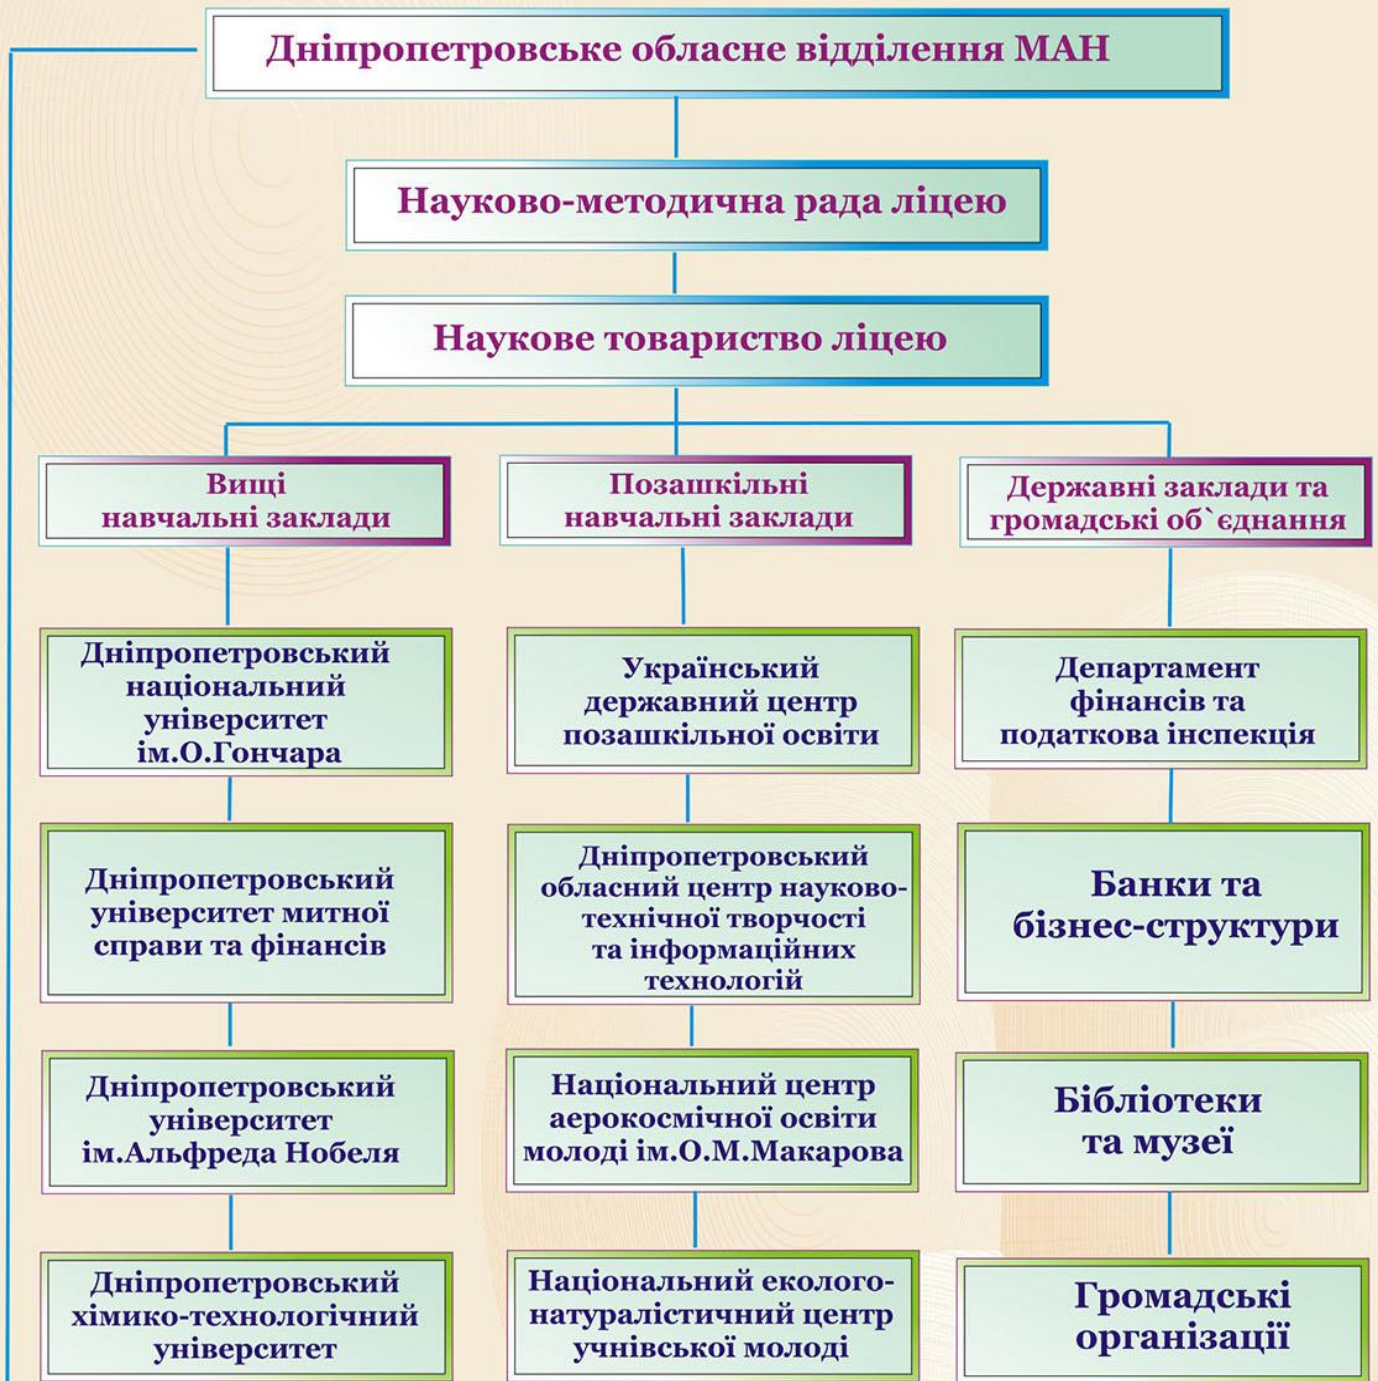 Дніпропетровське обласне відділення МАН
Науково-методична рада ліцею
Наукове товариство ліцею
Вищі
навчальні заклади
Позашкільні
навчальні заклади
Державні заклади та
громадські об`єднання
Дніпропетровський
національний
університет
ім.О.Гончара
Український
державний центр
позашкільної освіти
Департамент
фінансів та
податкова інспекція
Дніпропетровський
університет митної
справи та фінансів
Дніпропетровський
обласний центр науково-
технічної творчості
та інформаційних
технологій
Банки та
бізнес-структури
Дніпропетровський
університет
ім.Альфреда Нобеля
Національний центр
аерокосмічної освіти
молоді ім.О.М.Макарова
Бібліотеки
та музеї
Дніпропетровський
хімико-технологічний
університет
Національний еколого-
натуралістичний центр
учнівської молоді
Громадські
організації